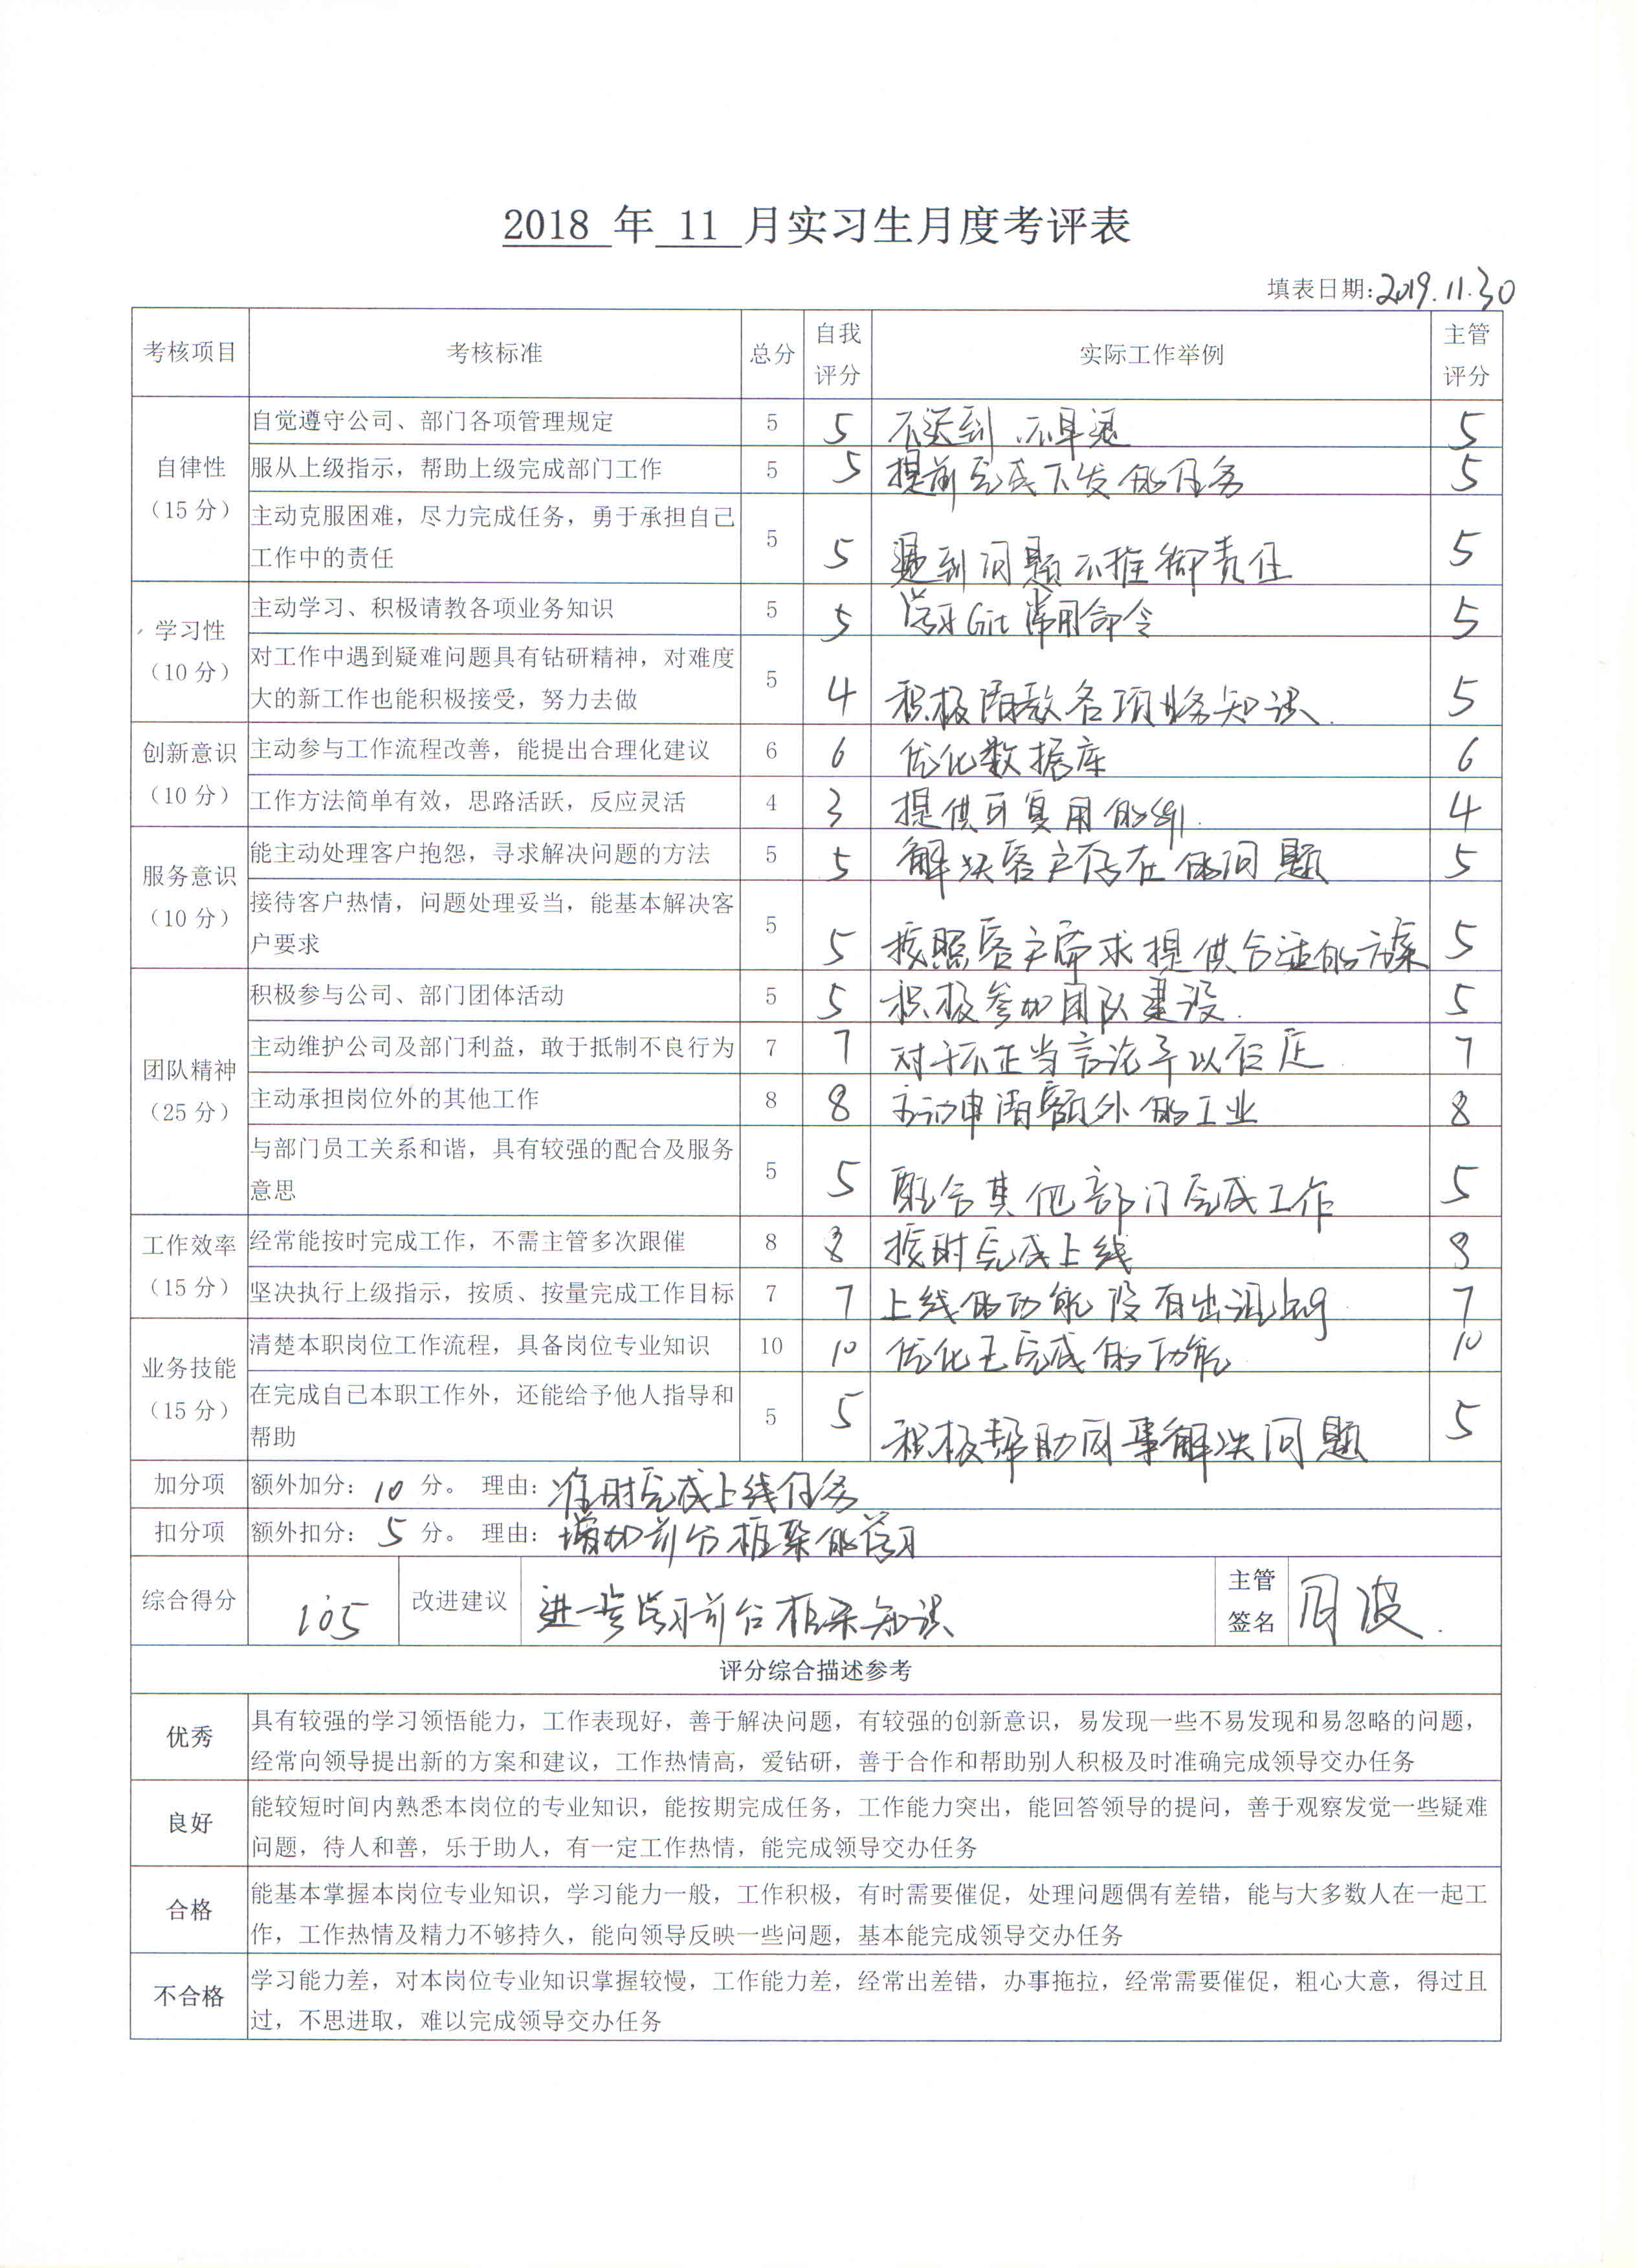 2018 年 11 月实习生月度考评表
填表日期:2019.11.30
考核项目 考核标准 总分 自我评分 实际工作举例 主管评分
自律性（15 分）
自觉遵守公司、部门各项管理规定 5 5 不迟到、不早退 5
服从上级指示，帮助上级完成部门工作 5 5 提前完成下发的任务 5
主动克服困难，尽力完成任务，勇于承担自己
工作中的责任 5 5 遇到问题不推卸责任 5
学习性（10 分）
主动学习、积极请教各项业务知识 5 5 学习Git常用命令 5
对工作中遇到疑难问题具有钻研精神，对难度
大的新工作也能积极接受，努力去做 5 4 积极请教各项业务知识. 5
创新意识（10 分）
主动参与工作流程改善，能提出合理化建议 6 6 优化数据库 6
工作方法简单有效，思路活跃，反应灵活 4 3 提供可复用的 4
服务意识（10 分）
能主动处理客户抱怨，寻求解决问题的方法 5 5 解决客户存在的问题 5
接待客户热情，问题处理妥当，能基本解决客
户要求 5 5 按照客户需求提供合适的方案 5
团队精神（25 分）
积极参与公司、部门团体活动 5 5 积极参加团队建设. 5
主动维护公司及部门利益，敢于抵制不良行为 7 7 对于不正当言论予以否定 7
主动承担岗位外的其他工作 8 8 主动申请额外的工业 8
与部门员工关系和谐，具有较强的配合及服务
意思 5 5 配合其他部门完成工作 5
工作效率（15 分）
经常能按时完成工作，不需主管多次跟催 8 8 按时完成上线 8
坚决执行上级指示，按质、按量完成工作目标 7 7 上线的功能没有出现bug 7
业务技能（15 分）
清楚本职岗位工作流程，具备岗位专业知识 10 10 优化已完成的功能 10
在完成自己本职工作外，还能给予他人指导和
帮助 5 5 积极帮助同事解决问题 5
加分项 额外加分：10 分。 理由：准时完成上线任务
扣分项 额外扣分：5 分。 理由：增加前台框架的学习
综合得分 105 改进建议 进一步学习前台框架知识 主管签名 周波.
评分综合描述参考
优秀
具有较强的学习领悟能力，工作表现好，善于解决问题，有较强的创新意识，易发现一些不易发现和易忽略的问题，
经常向领导提出新的方案和建议，工作热情高，爱钻研，善于合作和帮助别人积极及时准确完成领导交办任务
良好
能较短时间内熟悉本岗位的专业知识，能按期完成任务，工作能力突出，能回答领导的提问，善于观察发觉一些疑难
问题，待人和善，乐于助人，有一定工作热情，能完成领导交办任务
合格
能基本掌握本岗位专业知识，学习能力一般，工作积极，有时需要催促，处理问题偶有差错，能与大多数人在一起工
作，工作热情及精力不够持久，能向领导反映一些问题，基本能完成领导交办任务
不合格
学习能力差，对本岗位专业知识掌握较慢，工作能力差，经常出差错，办事拖拉，经常需要催促，粗心大意，得过且
过，不思进取，难以完成领导交办任务